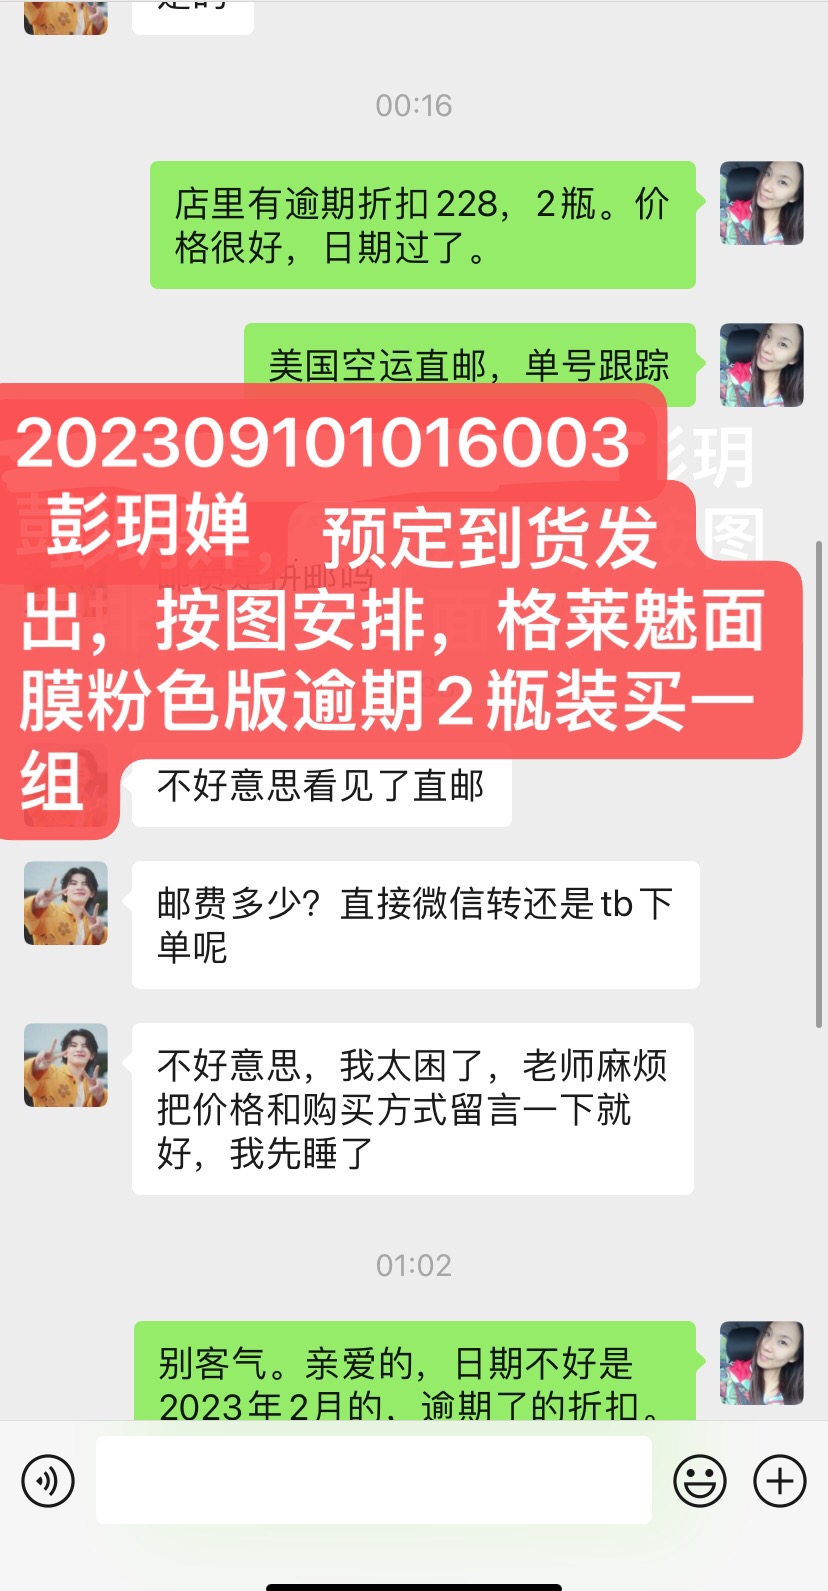 是的
00:16
店里有逾期折扣228，2瓶。价
格很好，日期过了。
美国空运直邮，单号跟踪
202309101016003
彭玥婵 预定到货发
出，按图安排，格莱魅面
膜粉色版逾期2瓶装买一
组
不好意思看见了直邮
邮费多少？直接微信转还是tb下
单呢
不好意思，我太困了，老师麻烦
把价格和购买方式留言一下就
好，我先睡了
01:02
别客气。亲爱的，日期不好是
2023年2月的，逾期了的折扣。